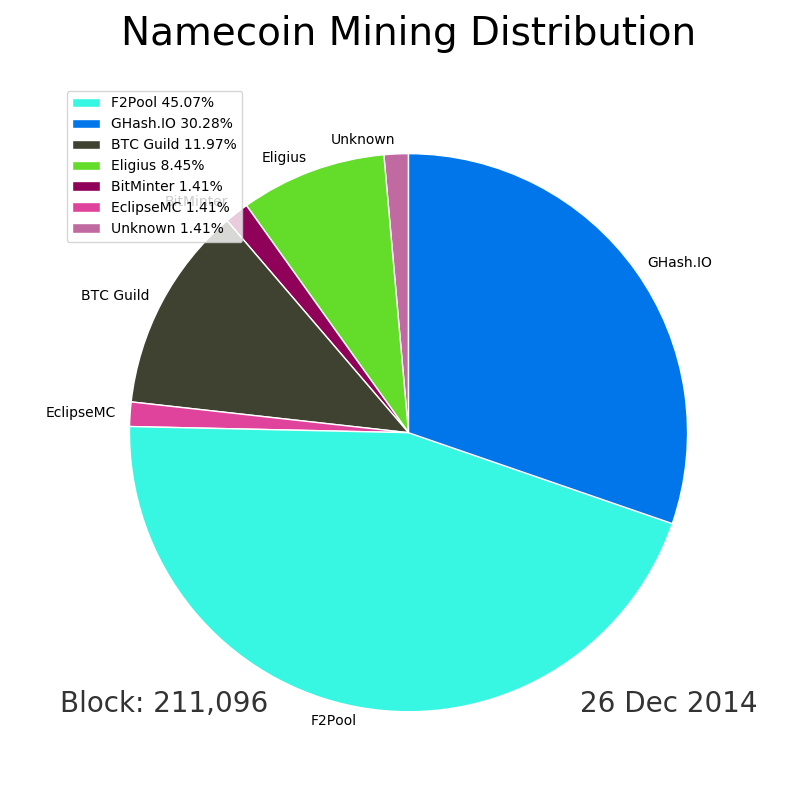 Namecoin Mining Distribution
F2Pool 45.07%
GHash.IO 30.28%
BTC Guild 11.97%
Eligius 8.45%
BitMinter 1.41%
EclipseMC 1.41%
Unknown 1.41%
Unknown
Eligius
BitMinter
GHash.IO
BTC Guild
EclipseMC
Block: 211,096
26 Dec 2014
F2Pool